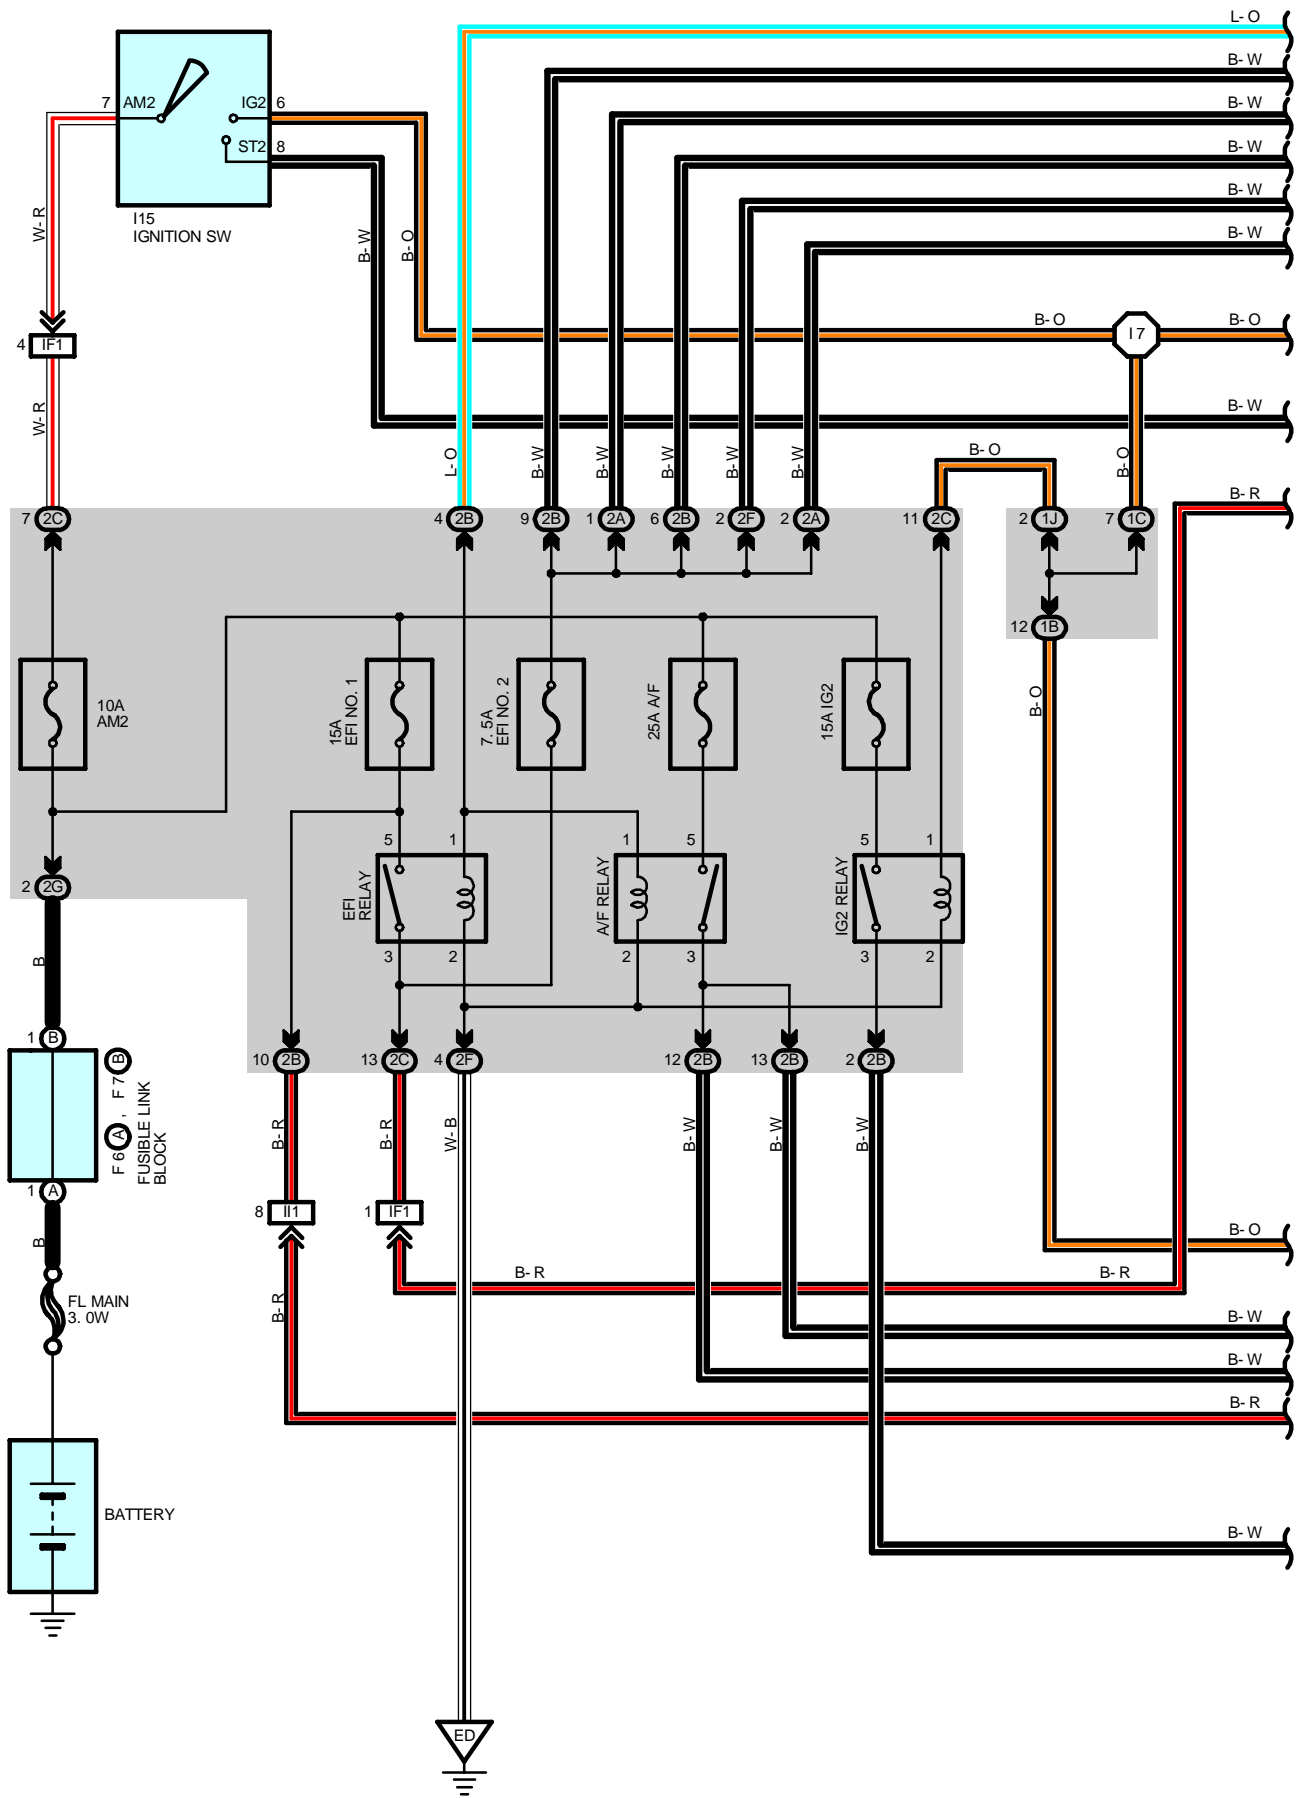 L- O
B- W
B- W
B- W
B- W
B- W
7 AM2 IG2 6
ST2 8
I15
IGNITION SW
W- R
B- W
B- O
B- O
I 7
B- O
4 IF1
W- R
B- W
L- O
B- W
B- W
B- W
B- W
B- W
B- O
B- O
B- R
7 2C
4 2B
9 2B
1 2A
6 2B
2 2F
2 2A
11 2C
2 1J
7 1C
12 1B
10A
AM2
15A
EFI NO. 1
7. 5A
EFI NO. 2
25A A/F
15A IG2
B- O
5 1
1 5
5 1
EFI
RELAY
A/F RELAY
IG2 RELAY
3 2
2 3
3 2
2 2G
B
1 B
F 6 A , F 7 B
FUSIBLE LINK
BLOCK
1 A
B
FL MAIN
3. 0W
10 2B
13 2C
4 2F
12 2B
13 2B
2 2B
B- R
B- R
W- B
B- W
B- W
B- W
8 II1
1 IF1
B- O
B- R
B- R
B- R
B- W
B- W
B- R
BATTERY
B- W
ED